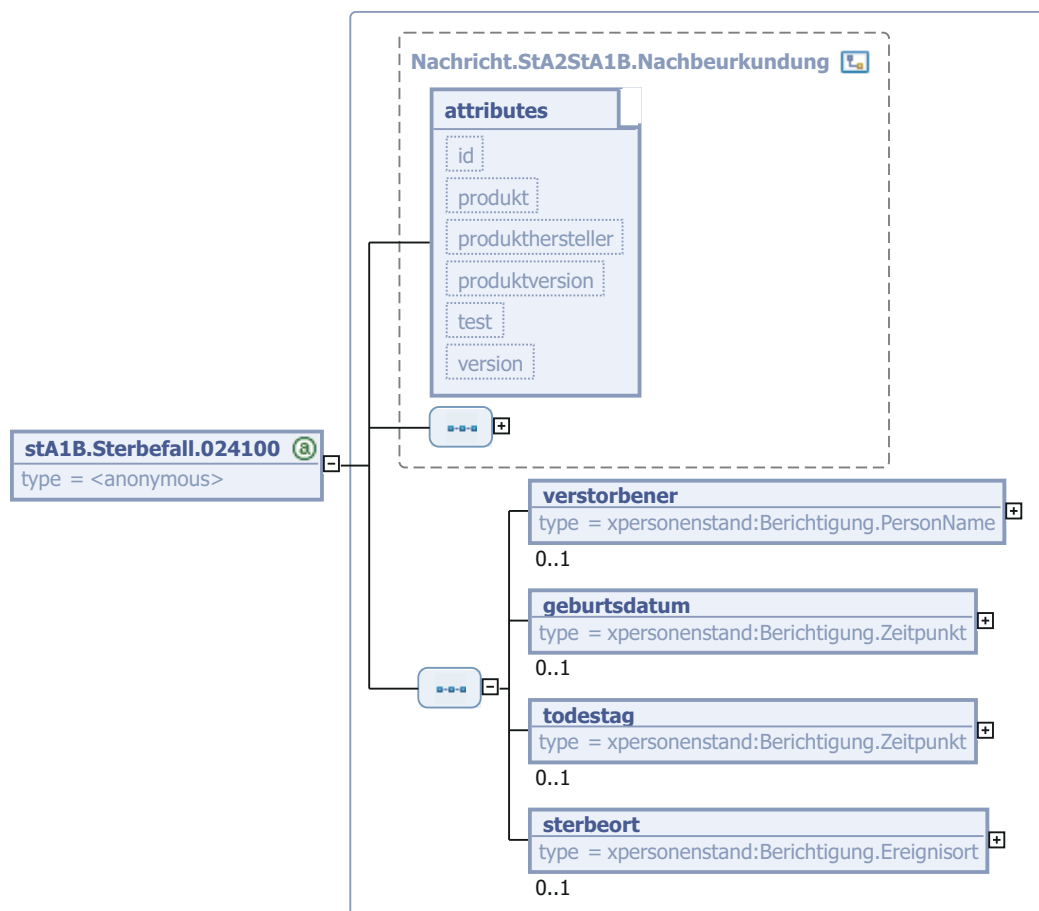 Nachricht.StA2StA1B.Nachbeurkundung
attributes
id
produkt
produkthersteller
produktversion
test
version
stA1B.Sterbefall.024100 a
type = <anonymous>
verstorbener
type = xpersonenstand:Berichtigung.PersonName
0..1
geburtsdatum
type = xpersonenstand:Berichtigung.Zeitpunkt
0..1
todestag
type = xpersonenstand:Berichtigung.Zeitpunkt
0..1
sterbeort
type = xpersonenstand:Berichtigung.Ereignisort
0..1